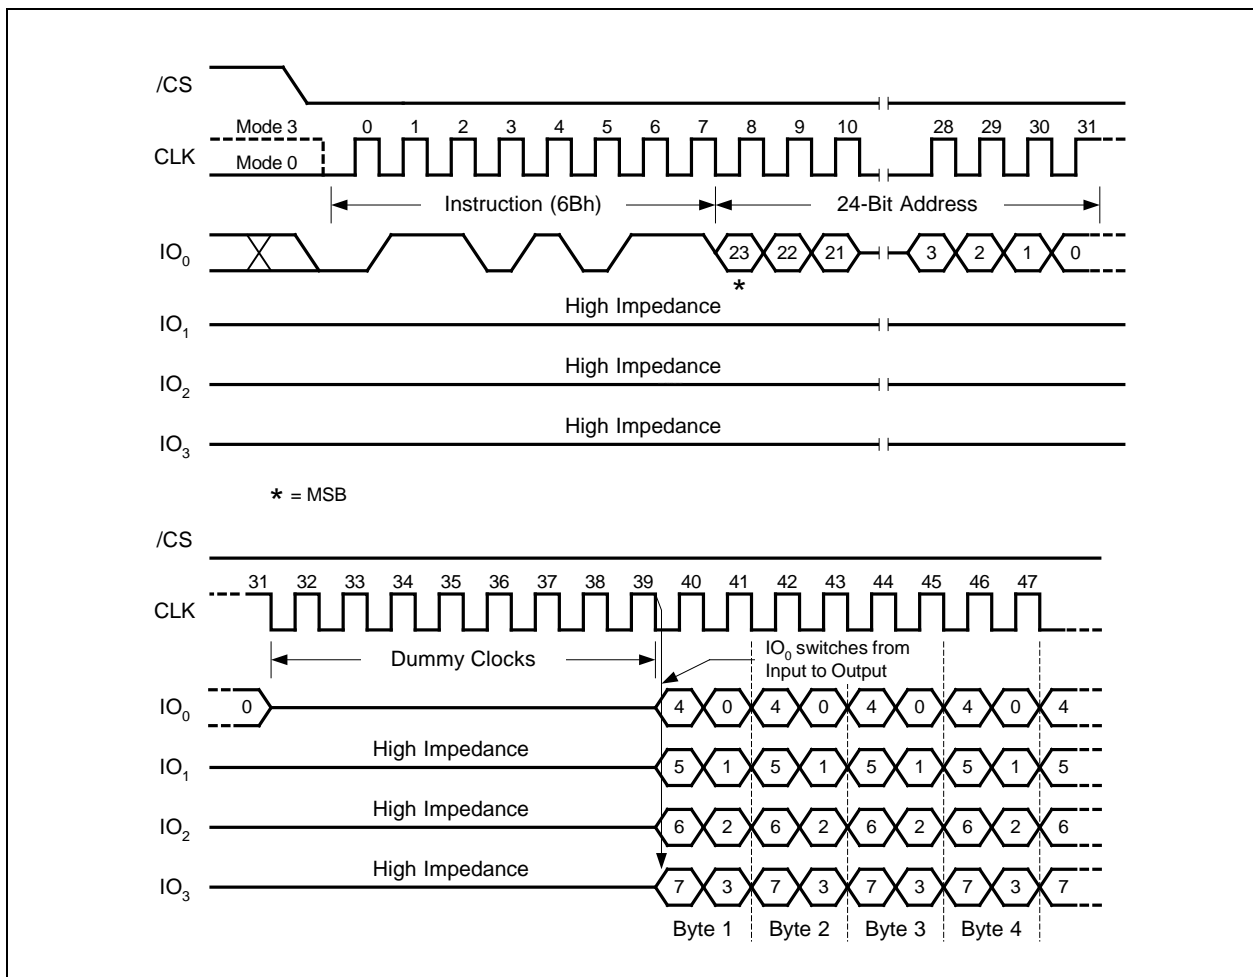 /CS
Mode 3 0 1 2 3 4 5 6 7 8 9 10 28 29 30 31
CLK
Mode 0
Instruction (6Bh) 24-Bit Address
IO0 23 22 21 3 2 1 0
*
High Impedance
IO1
High Impedance
IO2
High Impedance
IO3
* = MSB
/CS
31 32 33 34 35 36 37 38 39 40 41 42 43 44 45 46 47
CLK
Dummy Clocks
IO0 switches from
Input to Output
IO0 0 4 0 4 0 4 0 4 0 4
High Impedance
IO1 5 1 5 1 5 1 5 1 5
High Impedance
IO2 6 2 6 2 6 2 6 2 6
High Impedance
IO3 7 3 7 3 7 3 7 3 7
Byte 1 Byte 2 Byte 3 Byte 4